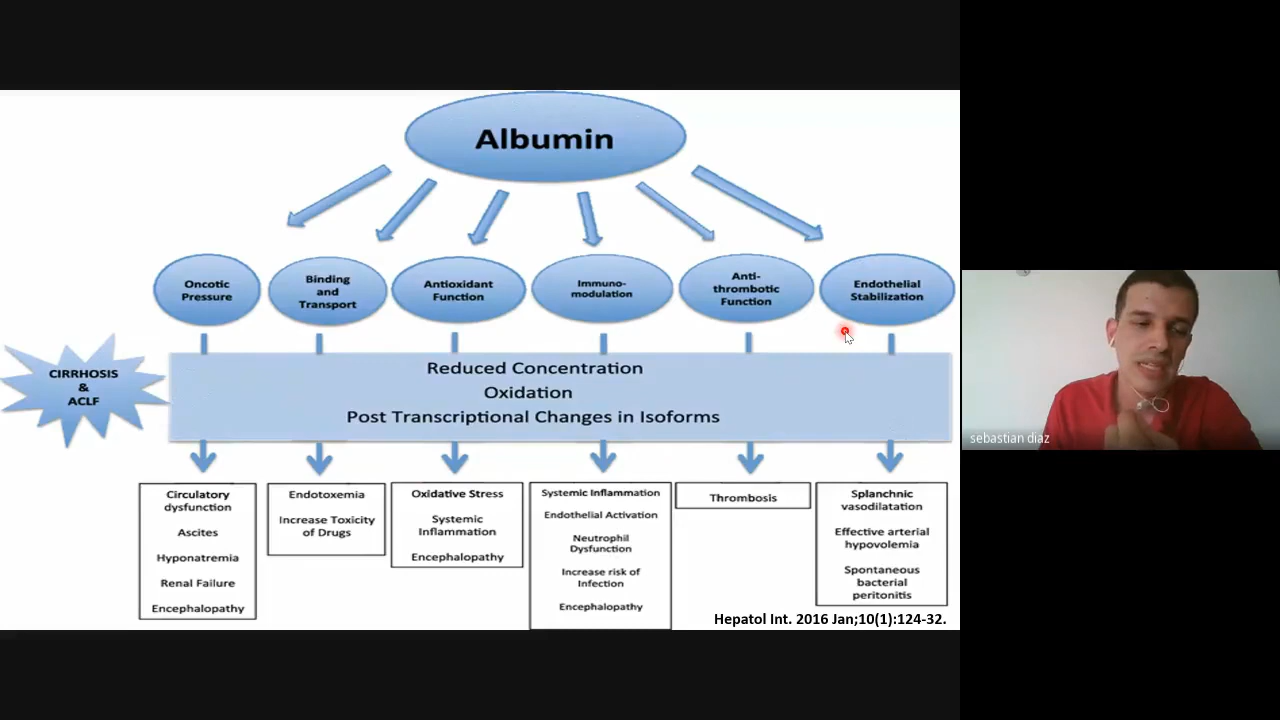 Albumin
Oncotic
Pressure
Binding
and
Transport
Antioxidant
Function
Immuno-
modulation
Anti-
thrombotic
Function
Endothelial
Stabilization
CIRRHOSIS
&
ACLF
Reduced Concentration
Oxidation
Post Transcriptional Changes in Isoforms
Circulatory
dysfunction
Ascites
Hyponatremia
Renal Failure
Encephalopathy
Endotoxemia
Increase Toxicity
of Drugs
Oxidative Stress
Systemic
Inflammation
Encephalopathy
Systemic Inflammation
Endothelial Activation
Neutrophil
Dysfunction
Increase risk of
Infection
Encephalopathy
Thrombosis
Splanchnic
vasodilatation
Effective arterial
hypovolemia
Spontaneous
bacterial
peritonitis
Hepatol Int. 2016 Jan;10(1):124-32.
sebastian diaz